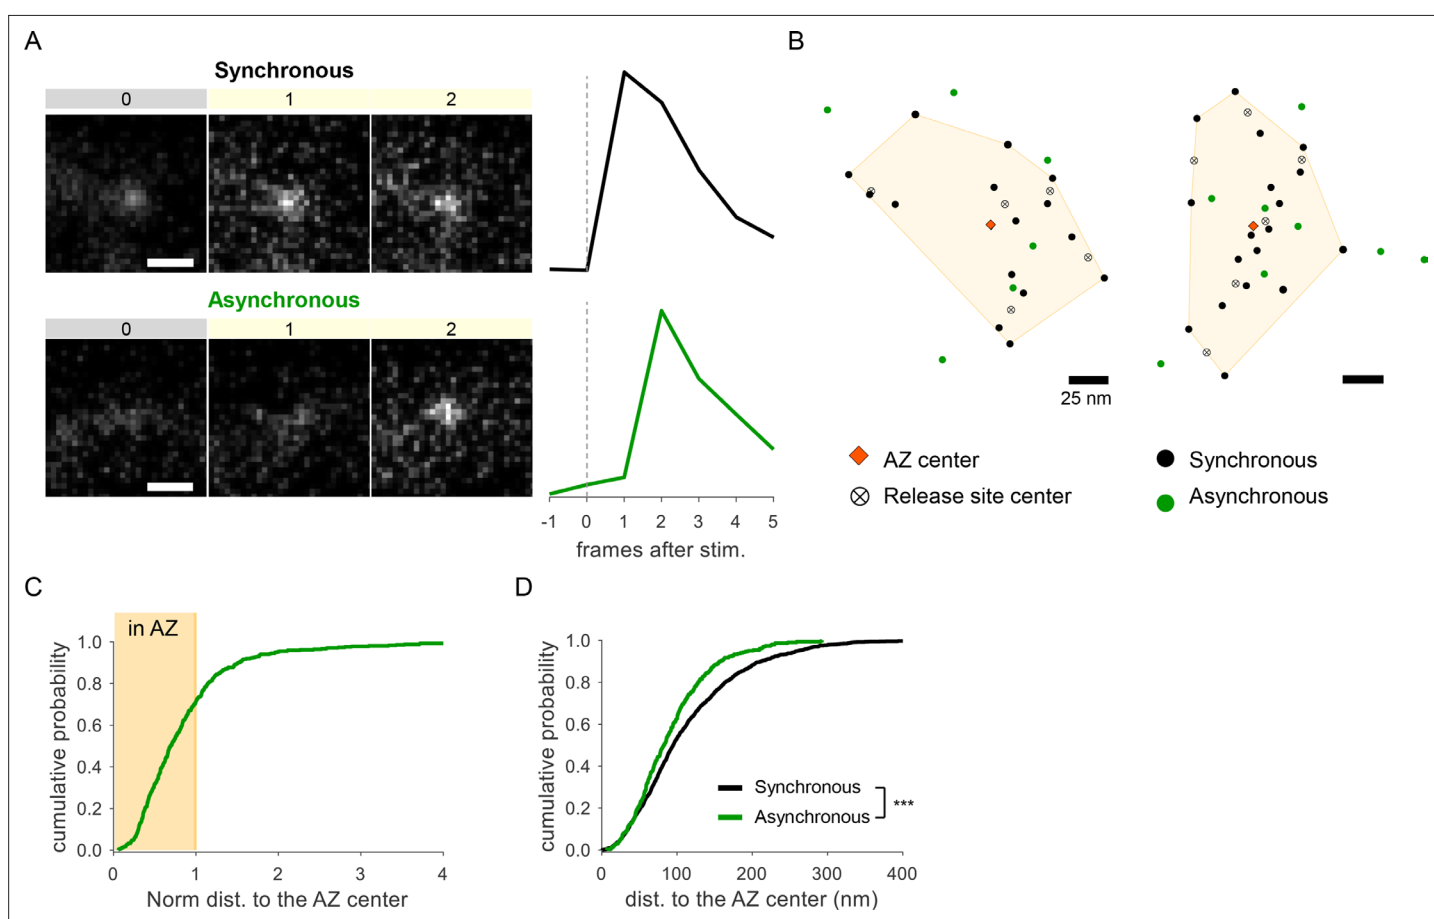 A
Synchronous
0 1 2
Asynchronous
0 1 2
-1 0 1 2 3 4 5
frames after stim.
B
25 nm
AZ center
Release site center
Synchronous
Asynchronous
C
in AZ
cumulative probability
1.0
0.8
0.6
0.4
0.2
0.0
0 1 2 3 4
Norm dist. to the AZ center
D
cumulative probability
1.0
0.8
0.6
0.4
0.2
0.0
Synchronous
Asynchronous
***
0 100 200 300 400
dist. to the AZ center (nm)